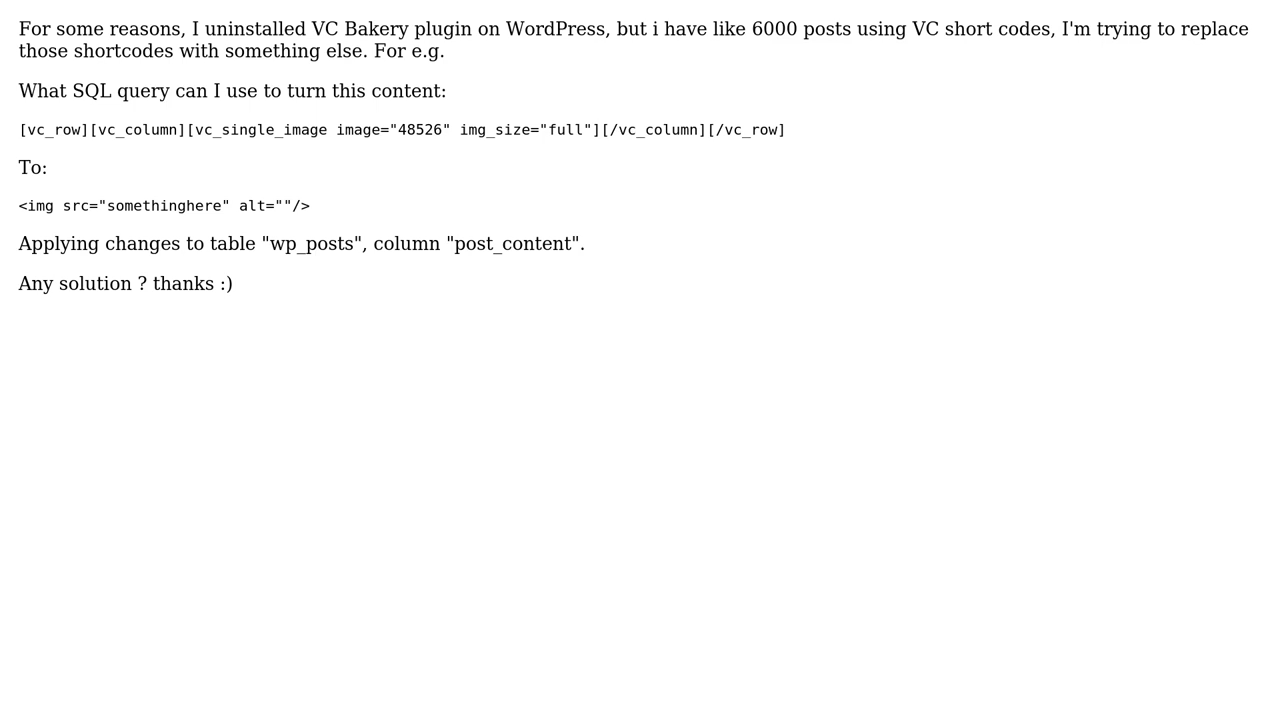 For some reasons, I uninstalled VC Bakery plugin on WordPress, but i have like 6000 posts using VC short codes, I'm trying to replace
those shortcodes with something else. For e.g.
What SQL query can I use to turn this content:
[vc_row][vc_column][vc_single_image image="48526" img_size="full"][/vc_column][/vc_row]
To:
<img src="somethinghere" alt=""/>
Applying changes to table "wp_posts", column "post_content".
Any solution ? thanks :)